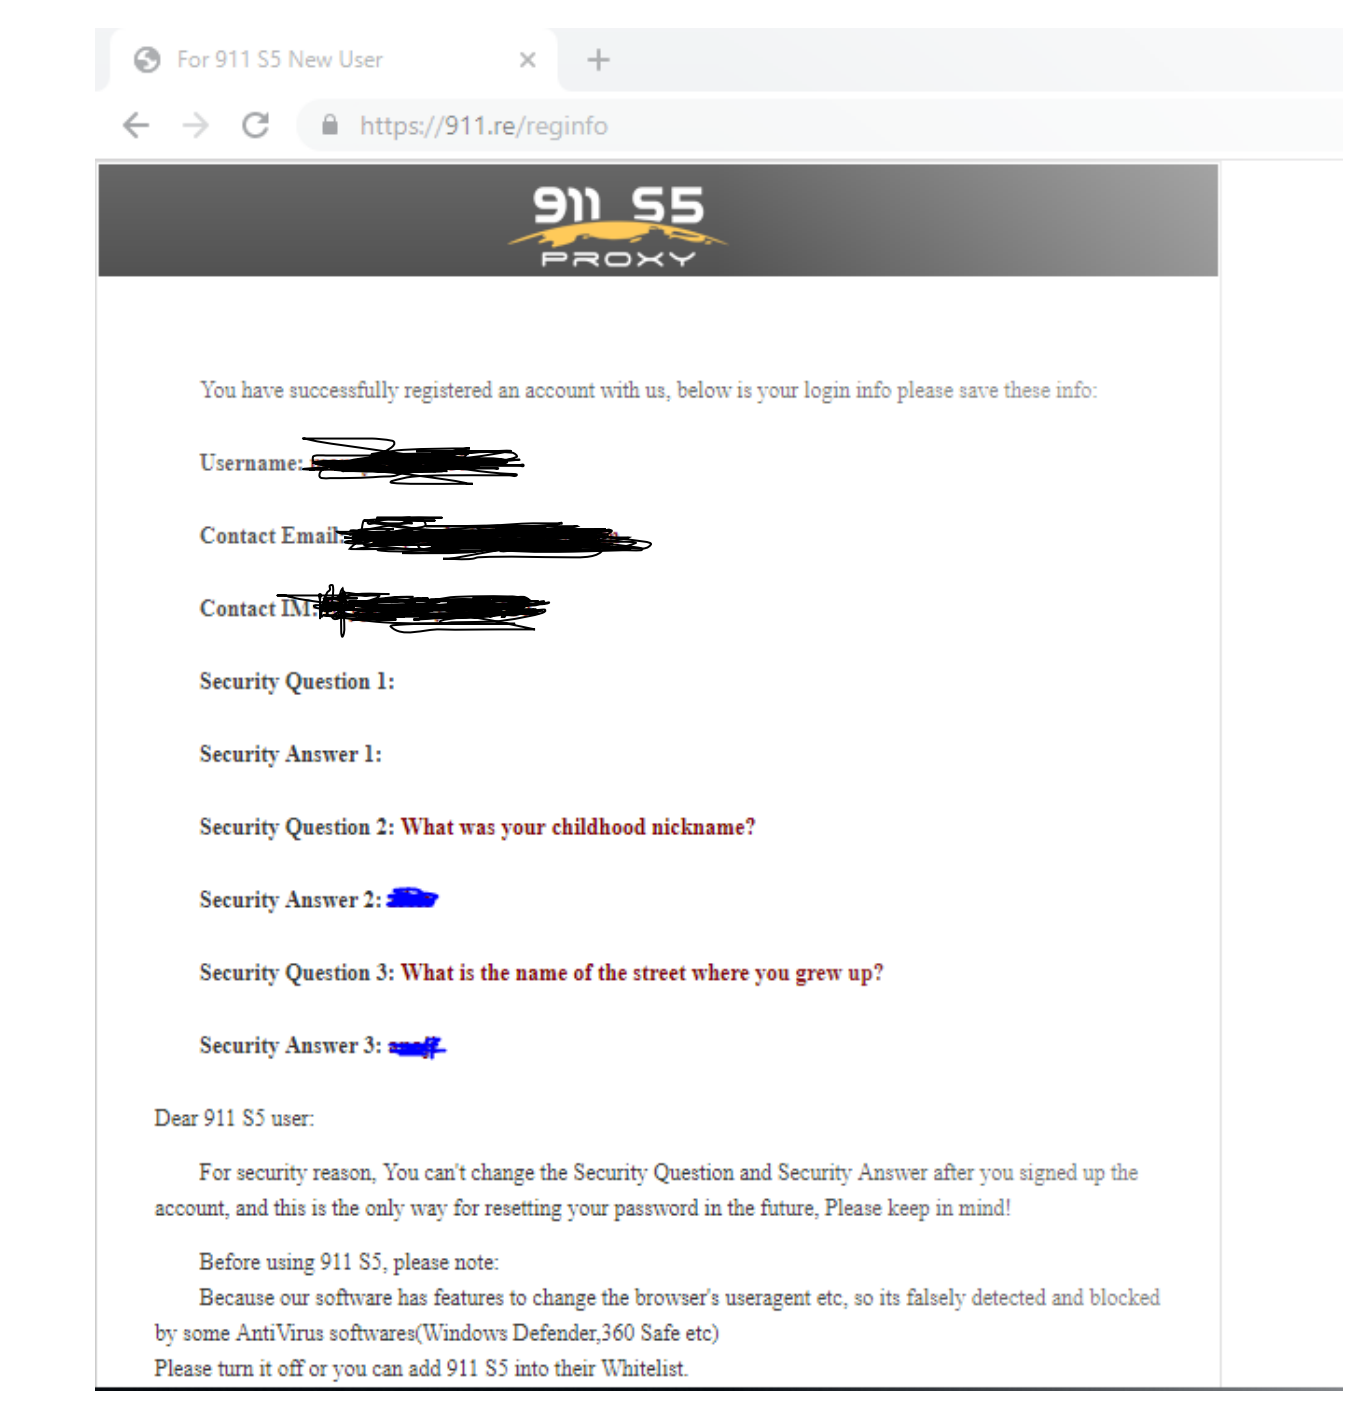 For 911 S5 New User
https://911.re/reginfo
911 S5
PROXY
You have successfully registered an account with us, below is your login info please save these info:
Username:
Contact Email:
Contact IM:
Security Question 1:
Security Answer 1:
Security Question 2: What was your childhood nickname?
Security Answer 2:
Security Question 3: What is the name of the street where you grew up?
Security Answer 3:
Dear 911 S5 user:
For security reason, You can't change the Security Question and Security Answer after you signed up the
account, and this is the only way for resetting your password in the future, Please keep in mind!
Before using 911 S5, please note:
Because our software has features to change the browser's useragent etc, so its falsely detected and blocked
by some AntiVirus softwares(Windows Defender,360 Safe etc)
Please turn it off or you can add 911 S5 into their Whitelist.